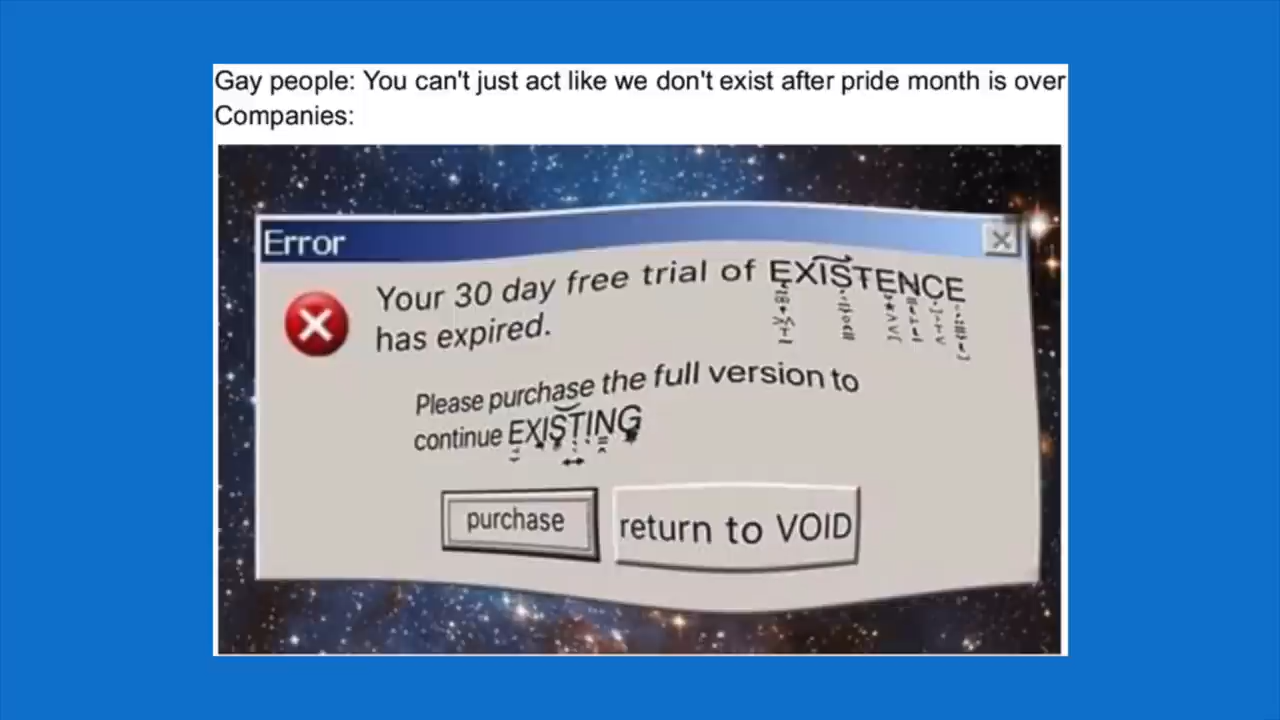 Gay people: You can't just act like we don't exist after pride month is over
Companies:
Error
Your 30 day free trial of EXISTENCE
has expired.
Please purchase the full version to
continue EXISTING
purchase
return to VOID